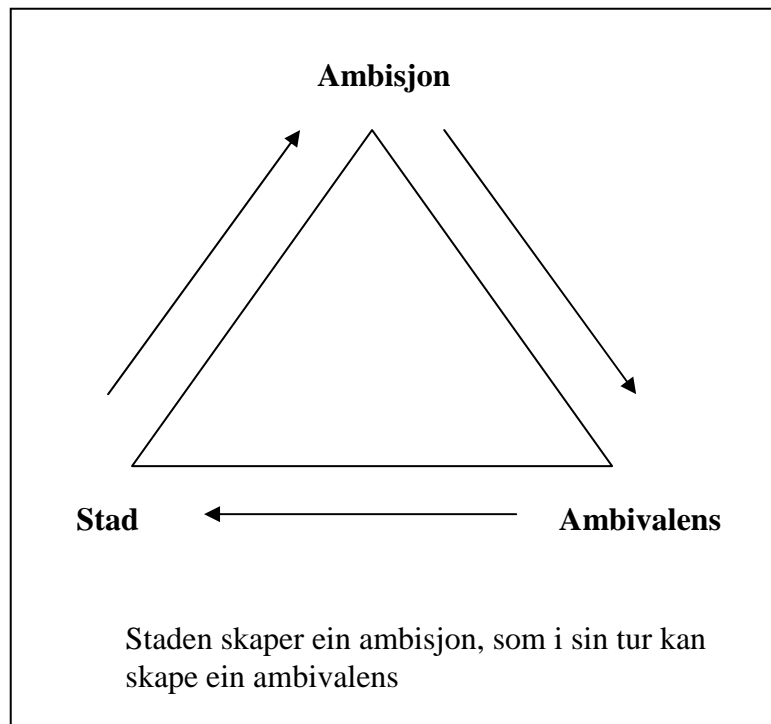 Ambisjon
Stad
Ambivalens
Staden skaper ein ambisjon, som i sin tur kan
skape ein ambivalens